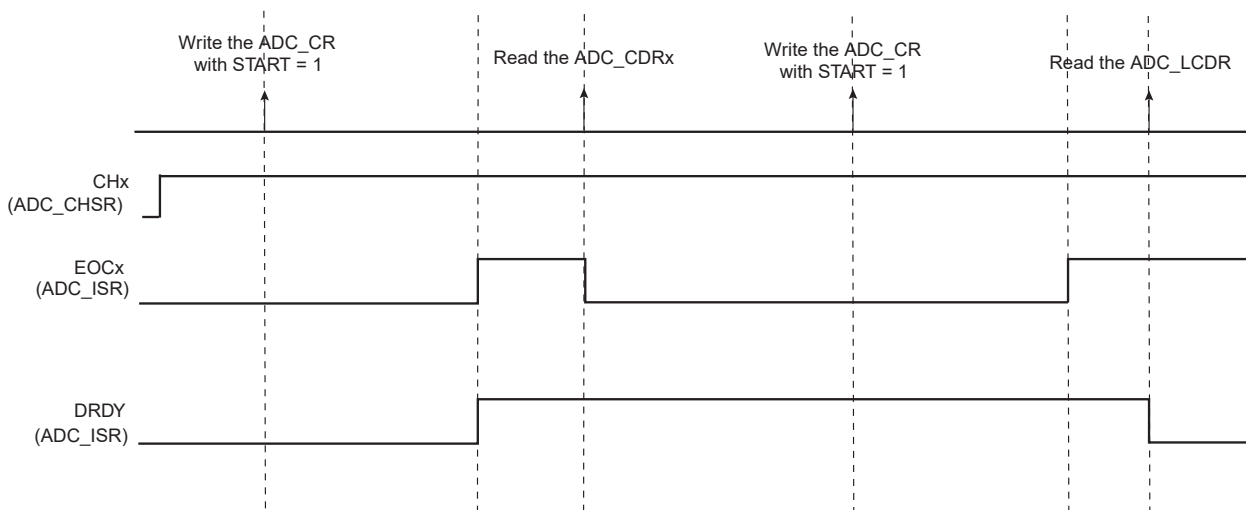 Write the ADC_CR
with START = 1
Read the ADC_CDRx
Write the ADC_CR
with START = 1
Read the ADC_LCDR
CHx
(ADC_CHSR)
EOCx
(ADC_ISR)
DRDY
(ADC_ISR)